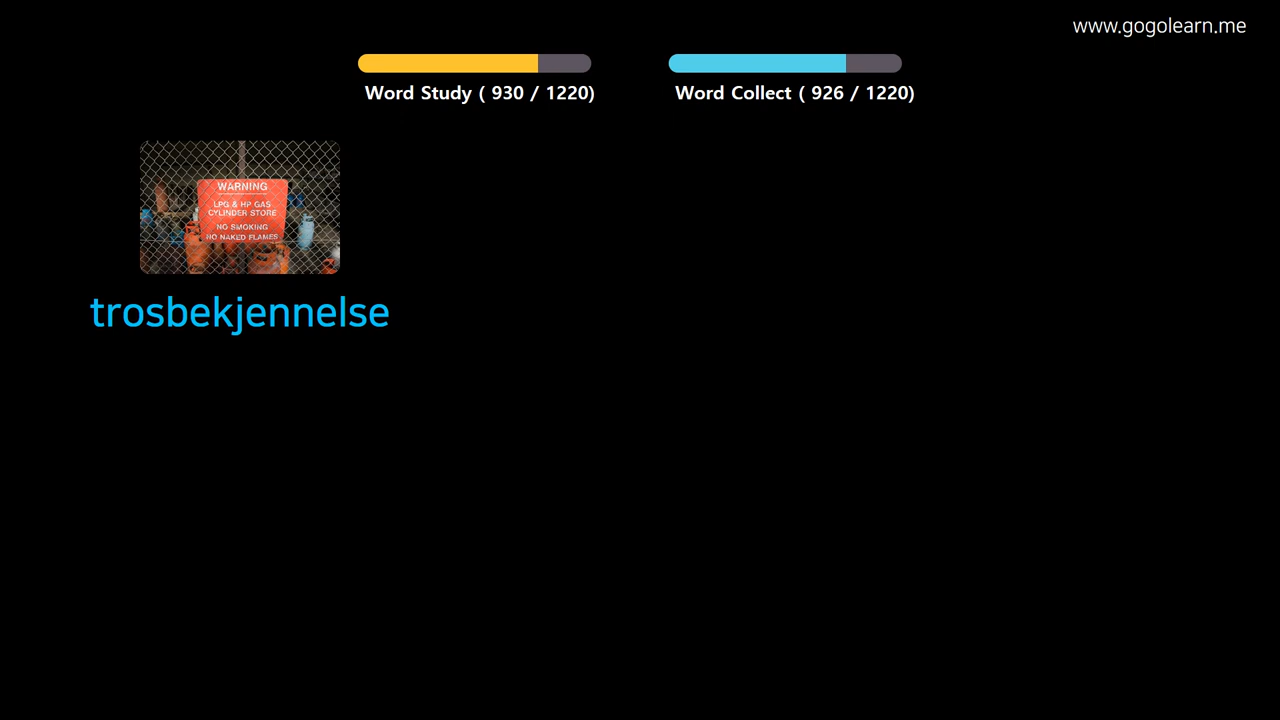 www.gogolearn.me
Word Study ( 930 / 1220)
Word Collect ( 926 / 1220)
WARNING
LPG & HP GAS
CYLINDER STORE
NO SMOKING
NO NAKED FLAMES
trosbekjennelse